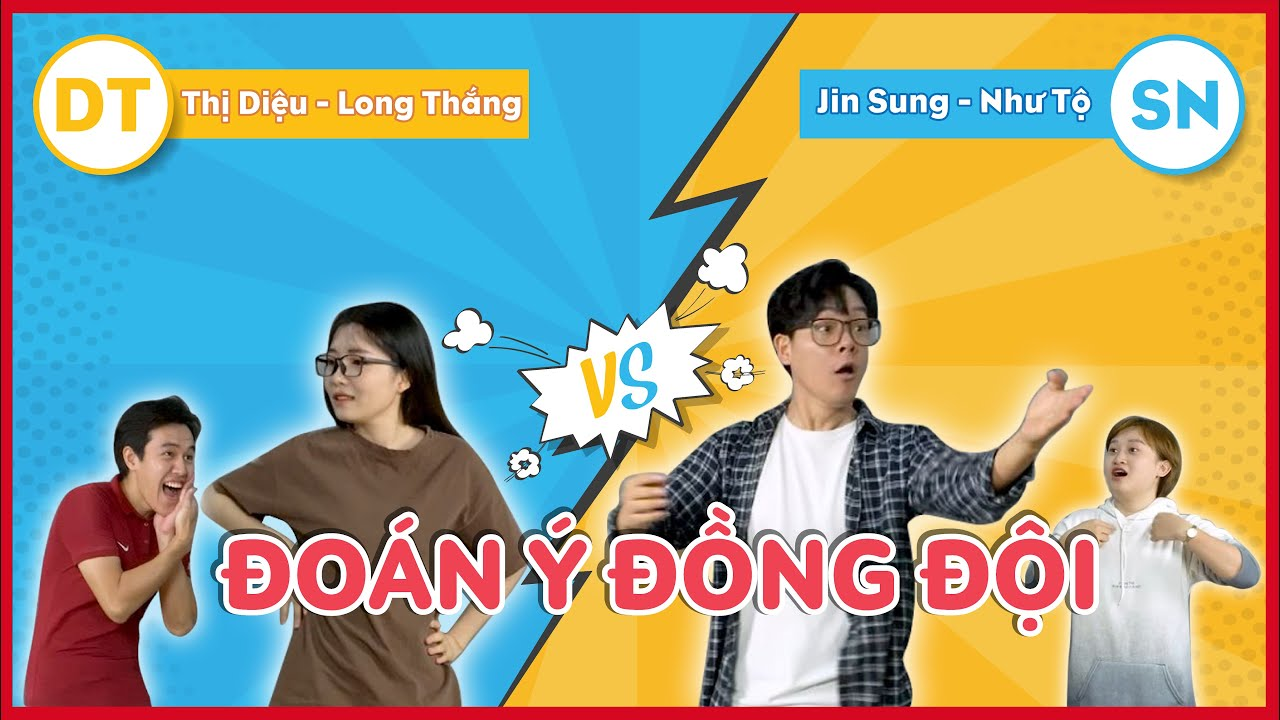 DT
Thị Diệu - Long Thắng
Jin Sung - Như Tộ
SN
VS
ĐOÁN Ý ĐỒNG ĐỘI